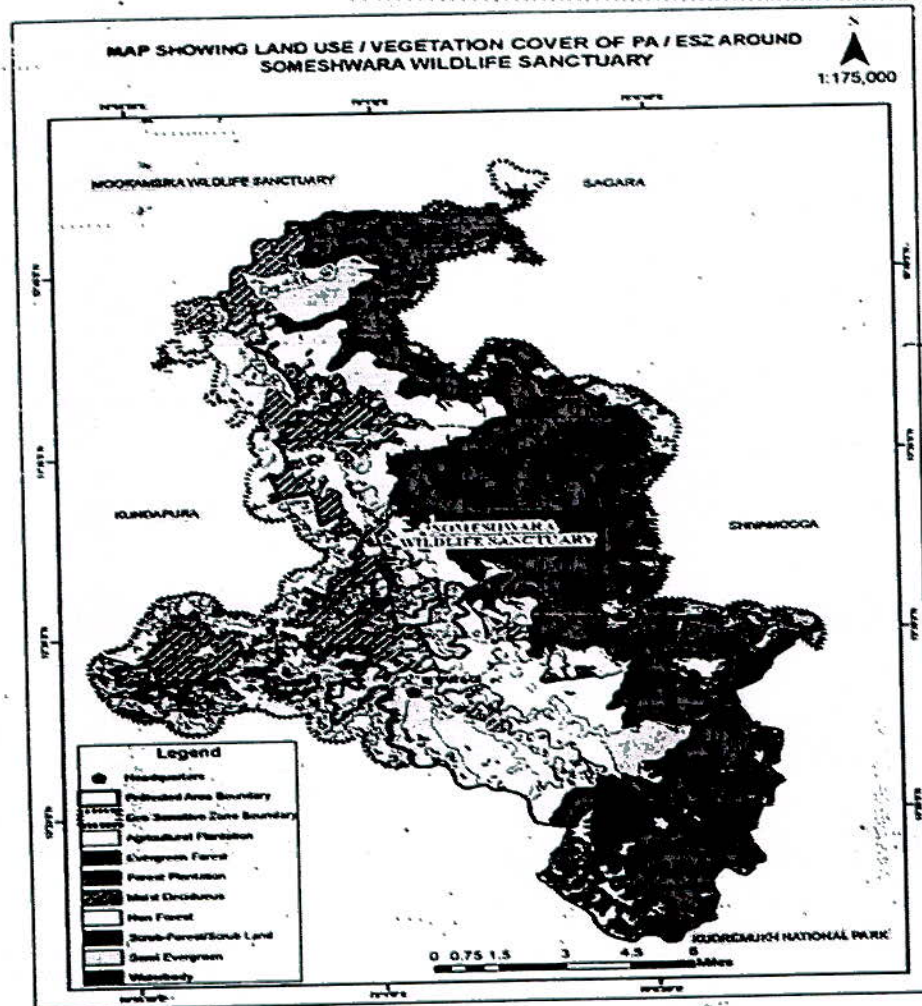 MAP SHOWING LAND USE / VEGETATION COVER OF PA / ESZ AROUND
SOMESHWARA WILDLIFE SANCTUARY
N
1:175,000
MOOKAMBIKA WILDLIFE SANCTUARY
SAGARA
KUNDAPURA
SOMESHWARA
WILDLIFE SANCTUARY
SHIVAMOGGA
Legend
Headquarters
Protected Area Boundary
Eco Sensitive Zone Boundary
Agricultural Plantation
Evergreen Forest
Forest Plantation
Moist Deciduous
Non Forest
Scrub-Forest/Scrub Land
Semi Evergreen
Waterbody
KUDREMUKH NATIONAL PARK
0 0.75 1.5 3 4.5 6
Miles